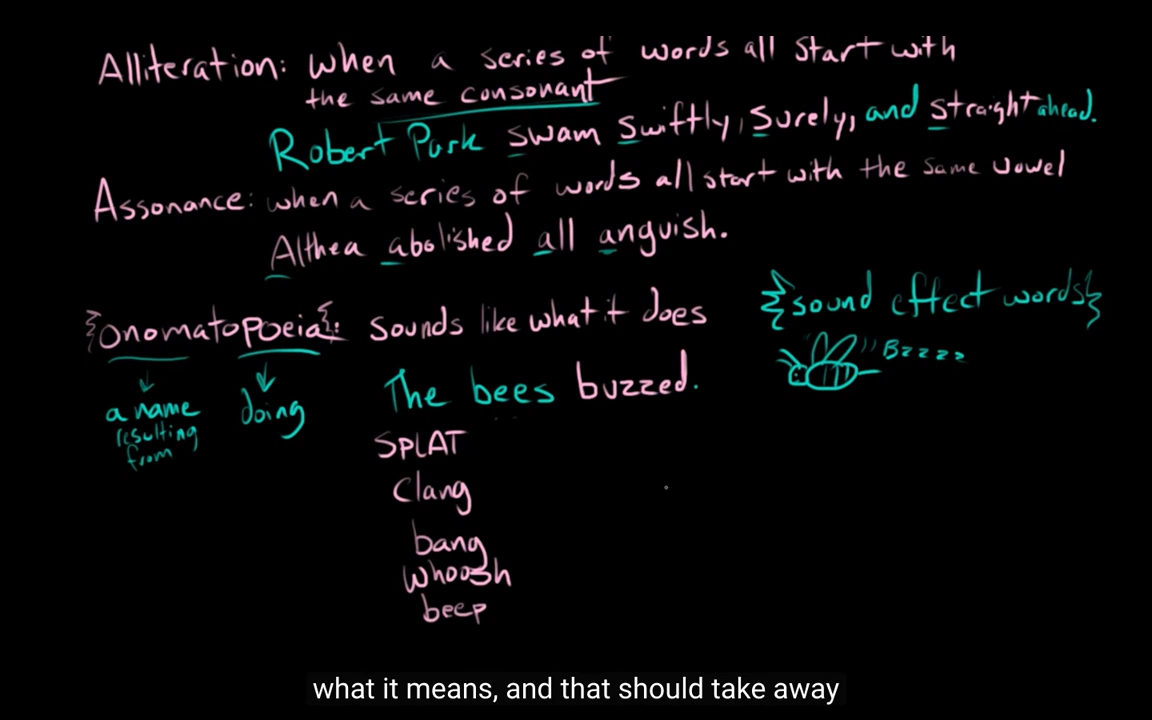 Alliteration: when a series of words all start with
the same consonant
Robert Park swam swiftly, surely, and straight ahead.
Assonance: when a series of words all start with the same vowel
Althea abolished all anguish.
{onomatopoeia}: sounds like what it does
{sound effect words}
Bzzzz
a name
resulting
from
doing
The bees buzzed.
SPLAT
Clang
bang
whoosh
beep
what it means, and that should take away